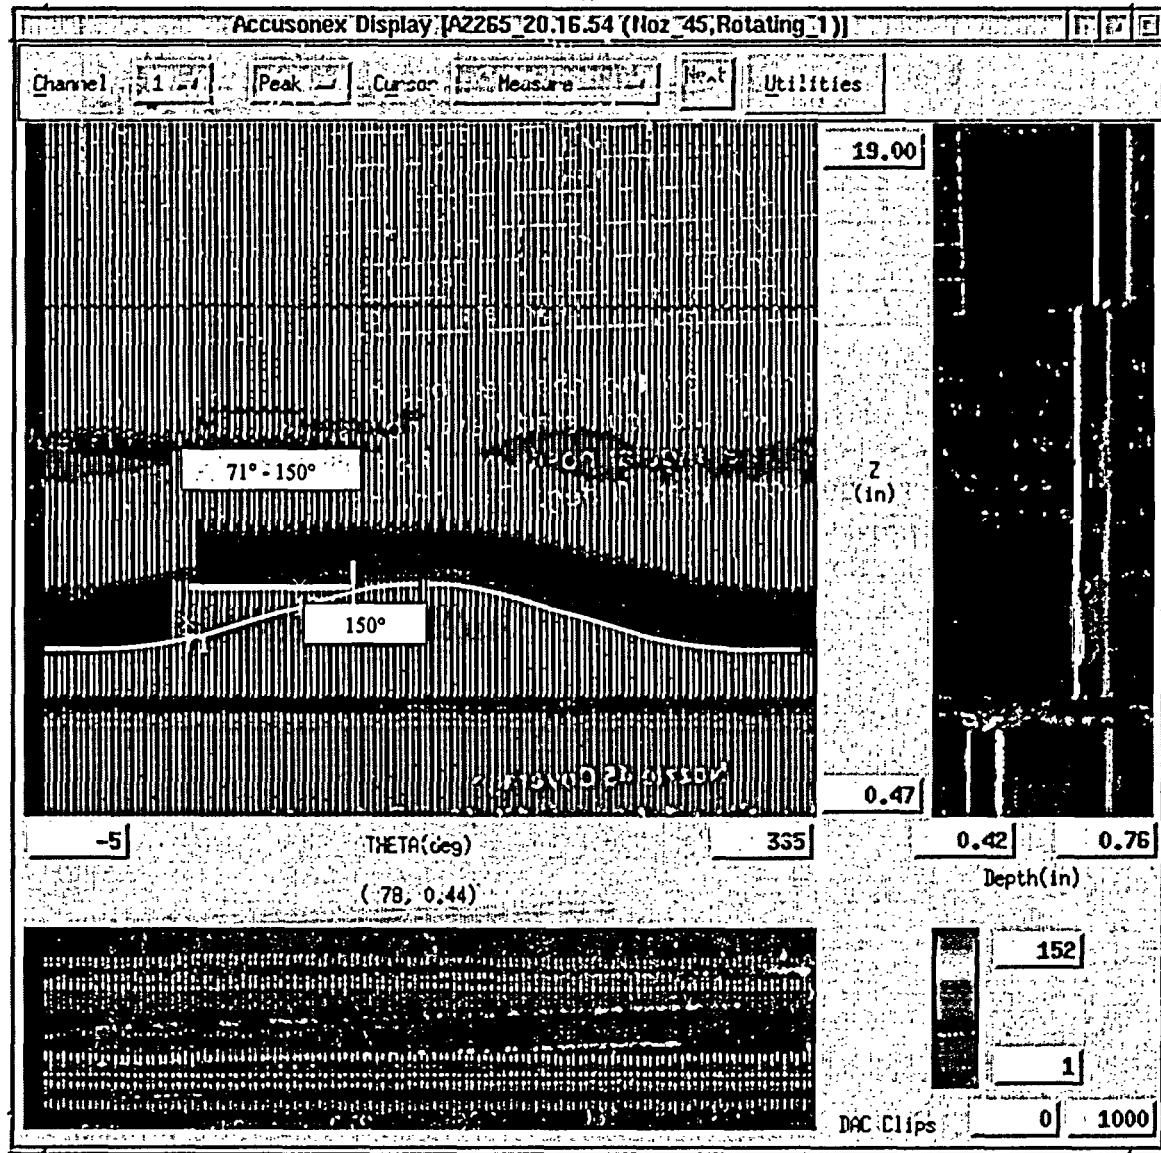 Accusonex Display [A2265_20.16.54 (Noz_45,Rotating_1)]
Channel 1 Peak Cursor Measure Next Utilities
19.00
71° - 150°
Z
(in)
150°
0.47
-5 THETA(deg) 335 0.42 0.76
Depth(in)
(.78, 0.44)
152
1
DAC Clips 0 1000